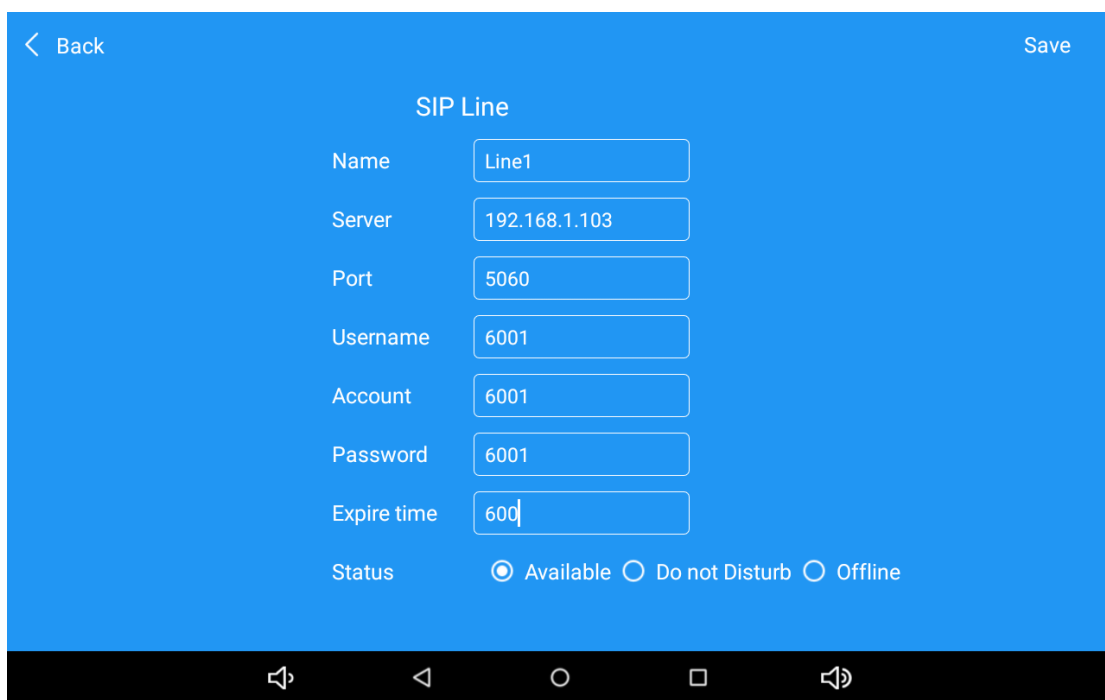 Back Save
SIP Line
Name Line1
Server 192.168.1.103
Port 5060
Username 6001
Account 6001
Password 6001
Expire time 600
Status Available Do not Disturb Offline